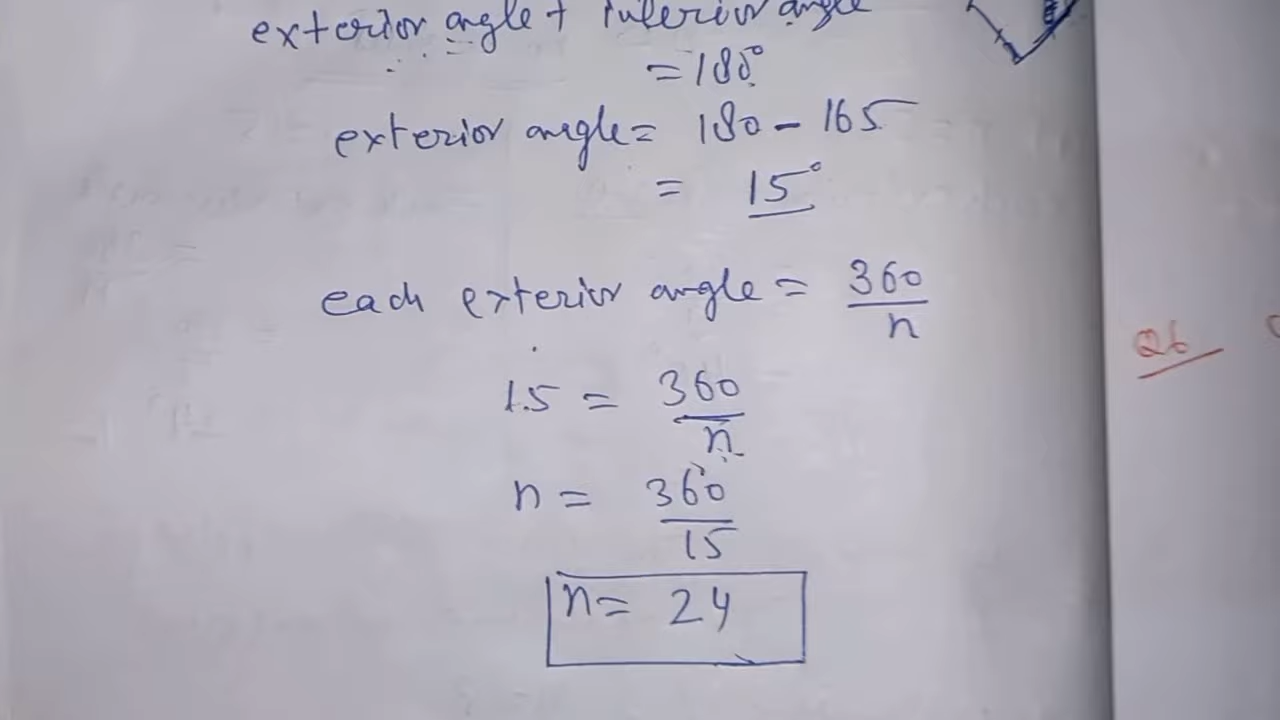 exterior angle + interior angle
= 180°
exterior angle = 180 - 165
= 15°
each exterior angle = 360/n
15 = 360/n
n = 360/15
n = 24
26